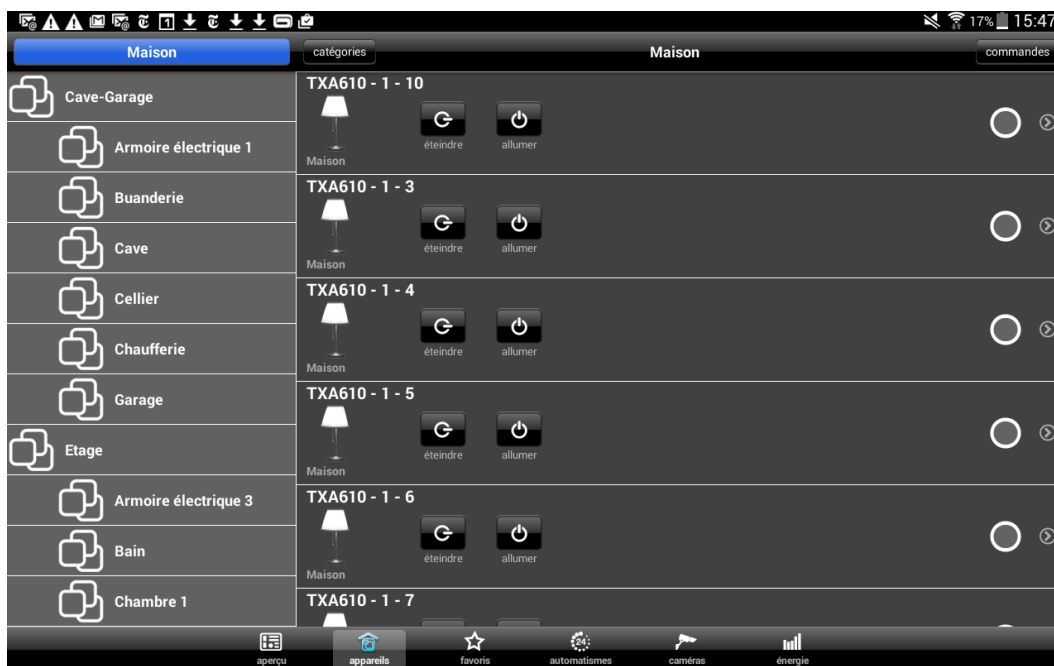 17% 15:47
Maison
catégories
Maison
commandes
Cave-Garage
Armoire électrique 1
Buanderie
Cave
Cellier
Chaufferie
Garage
Etage
Armoire électrique 3
Bain
Chambre 1
TXA610 - 1 - 10
éteindre allumer
Maison
TXA610 - 1 - 3
éteindre allumer
Maison
TXA610 - 1 - 4
éteindre allumer
Maison
TXA610 - 1 - 5
éteindre allumer
Maison
TXA610 - 1 - 6
éteindre allumer
Maison
TXA610 - 1 - 7
24
aperçu appareils favoris automatismes caméras énergie